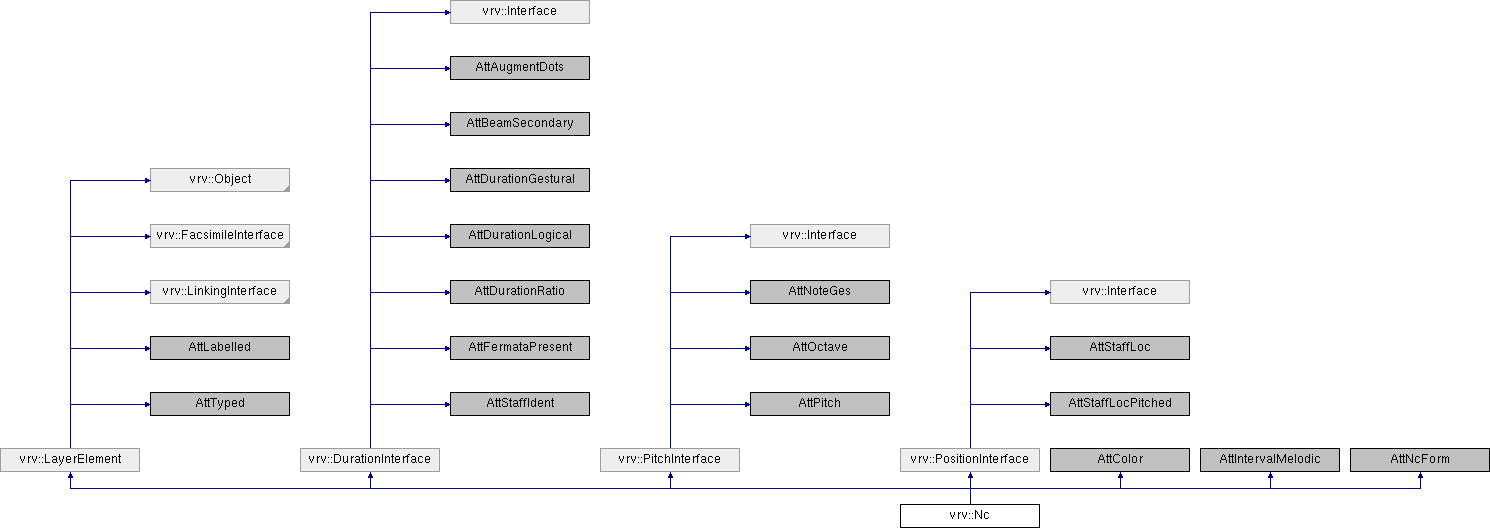 vrv::Interface
AttAugmentDots
AttBeamSecondary
vrv::Object
AttDurationGestural
vrv::FacsimileInterface
AttDurationLogical
vrv::Interface
vrv::LinkingInterface
AttDurationRatio
AttNoteGes
vrv::Interface
AttLabelled
AttFermataPresent
AttOctave
AttStaffLoc
AttTyped
AttStaffIdent
AttPitch
AttStaffLocPitched
vrv::LayerElement
vrv::DurationInterface
vrv::PitchInterface
vrv::PositionInterface
AttColor
AttIntervalMelodic
AttNcForm
vrv::Nc